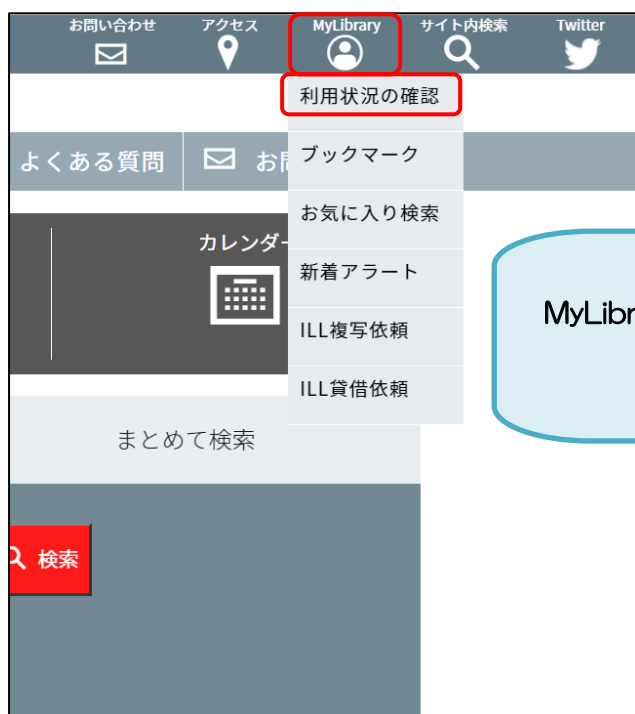 お問い合わせ アクセス MyLibrary サイト内検索 Twitter
利用状況の確認
よくある質問
ブックマーク
お気に入り検索
カレンダー
新着アラート
ILL複写依頼
ILL貸借依頼
まとめて検索
検索